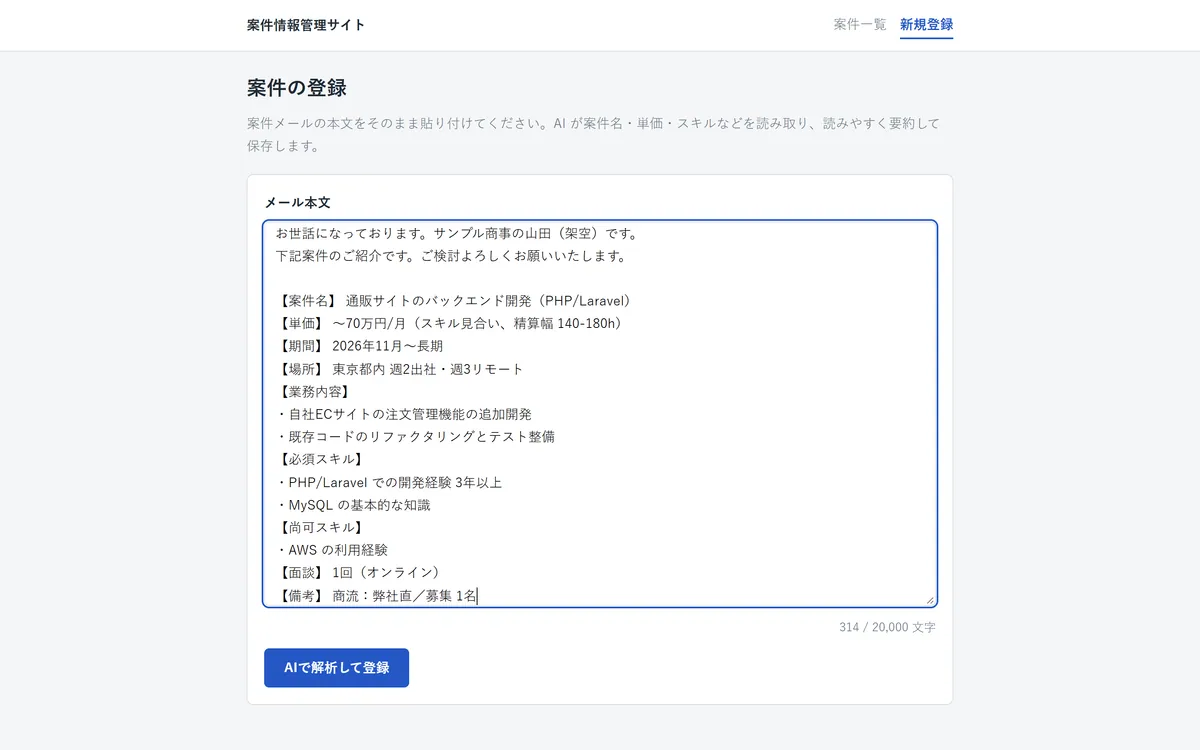 案件情報管理サイト
案件一覧 新規登録
案件の登録
案件メールの本文をそのまま貼り付けてください。AI が案件名・単価・スキルなどを読み取り、読みやすく要約して
保存します。
メール本文
お世話になっております。サンプル商事の山田（架空）です。
下記案件のご紹介です。ご検討よろしくお願いいたします。
【案件名】 通販サイトのバックエンド開発（PHP/Laravel）
【単価】 〜70万円/月（スキル見合い、精算幅 140-180h）
【期間】 2026年11月〜長期
【場所】 東京都内 週2出社・週3リモート
【業務内容】
・自社ECサイトの注文管理機能の追加開発
・既存コードのリファクタリングとテスト整備
【必須スキル】
・PHP/Laravel での開発経験 3年以上
・MySQL の基本的な知識
【尚可スキル】
・AWS の利用経験
【面談】 1回（オンライン）
【備考】 商流：弊社直／募集 1名
314 / 20,000 文字
AIで解析して登録